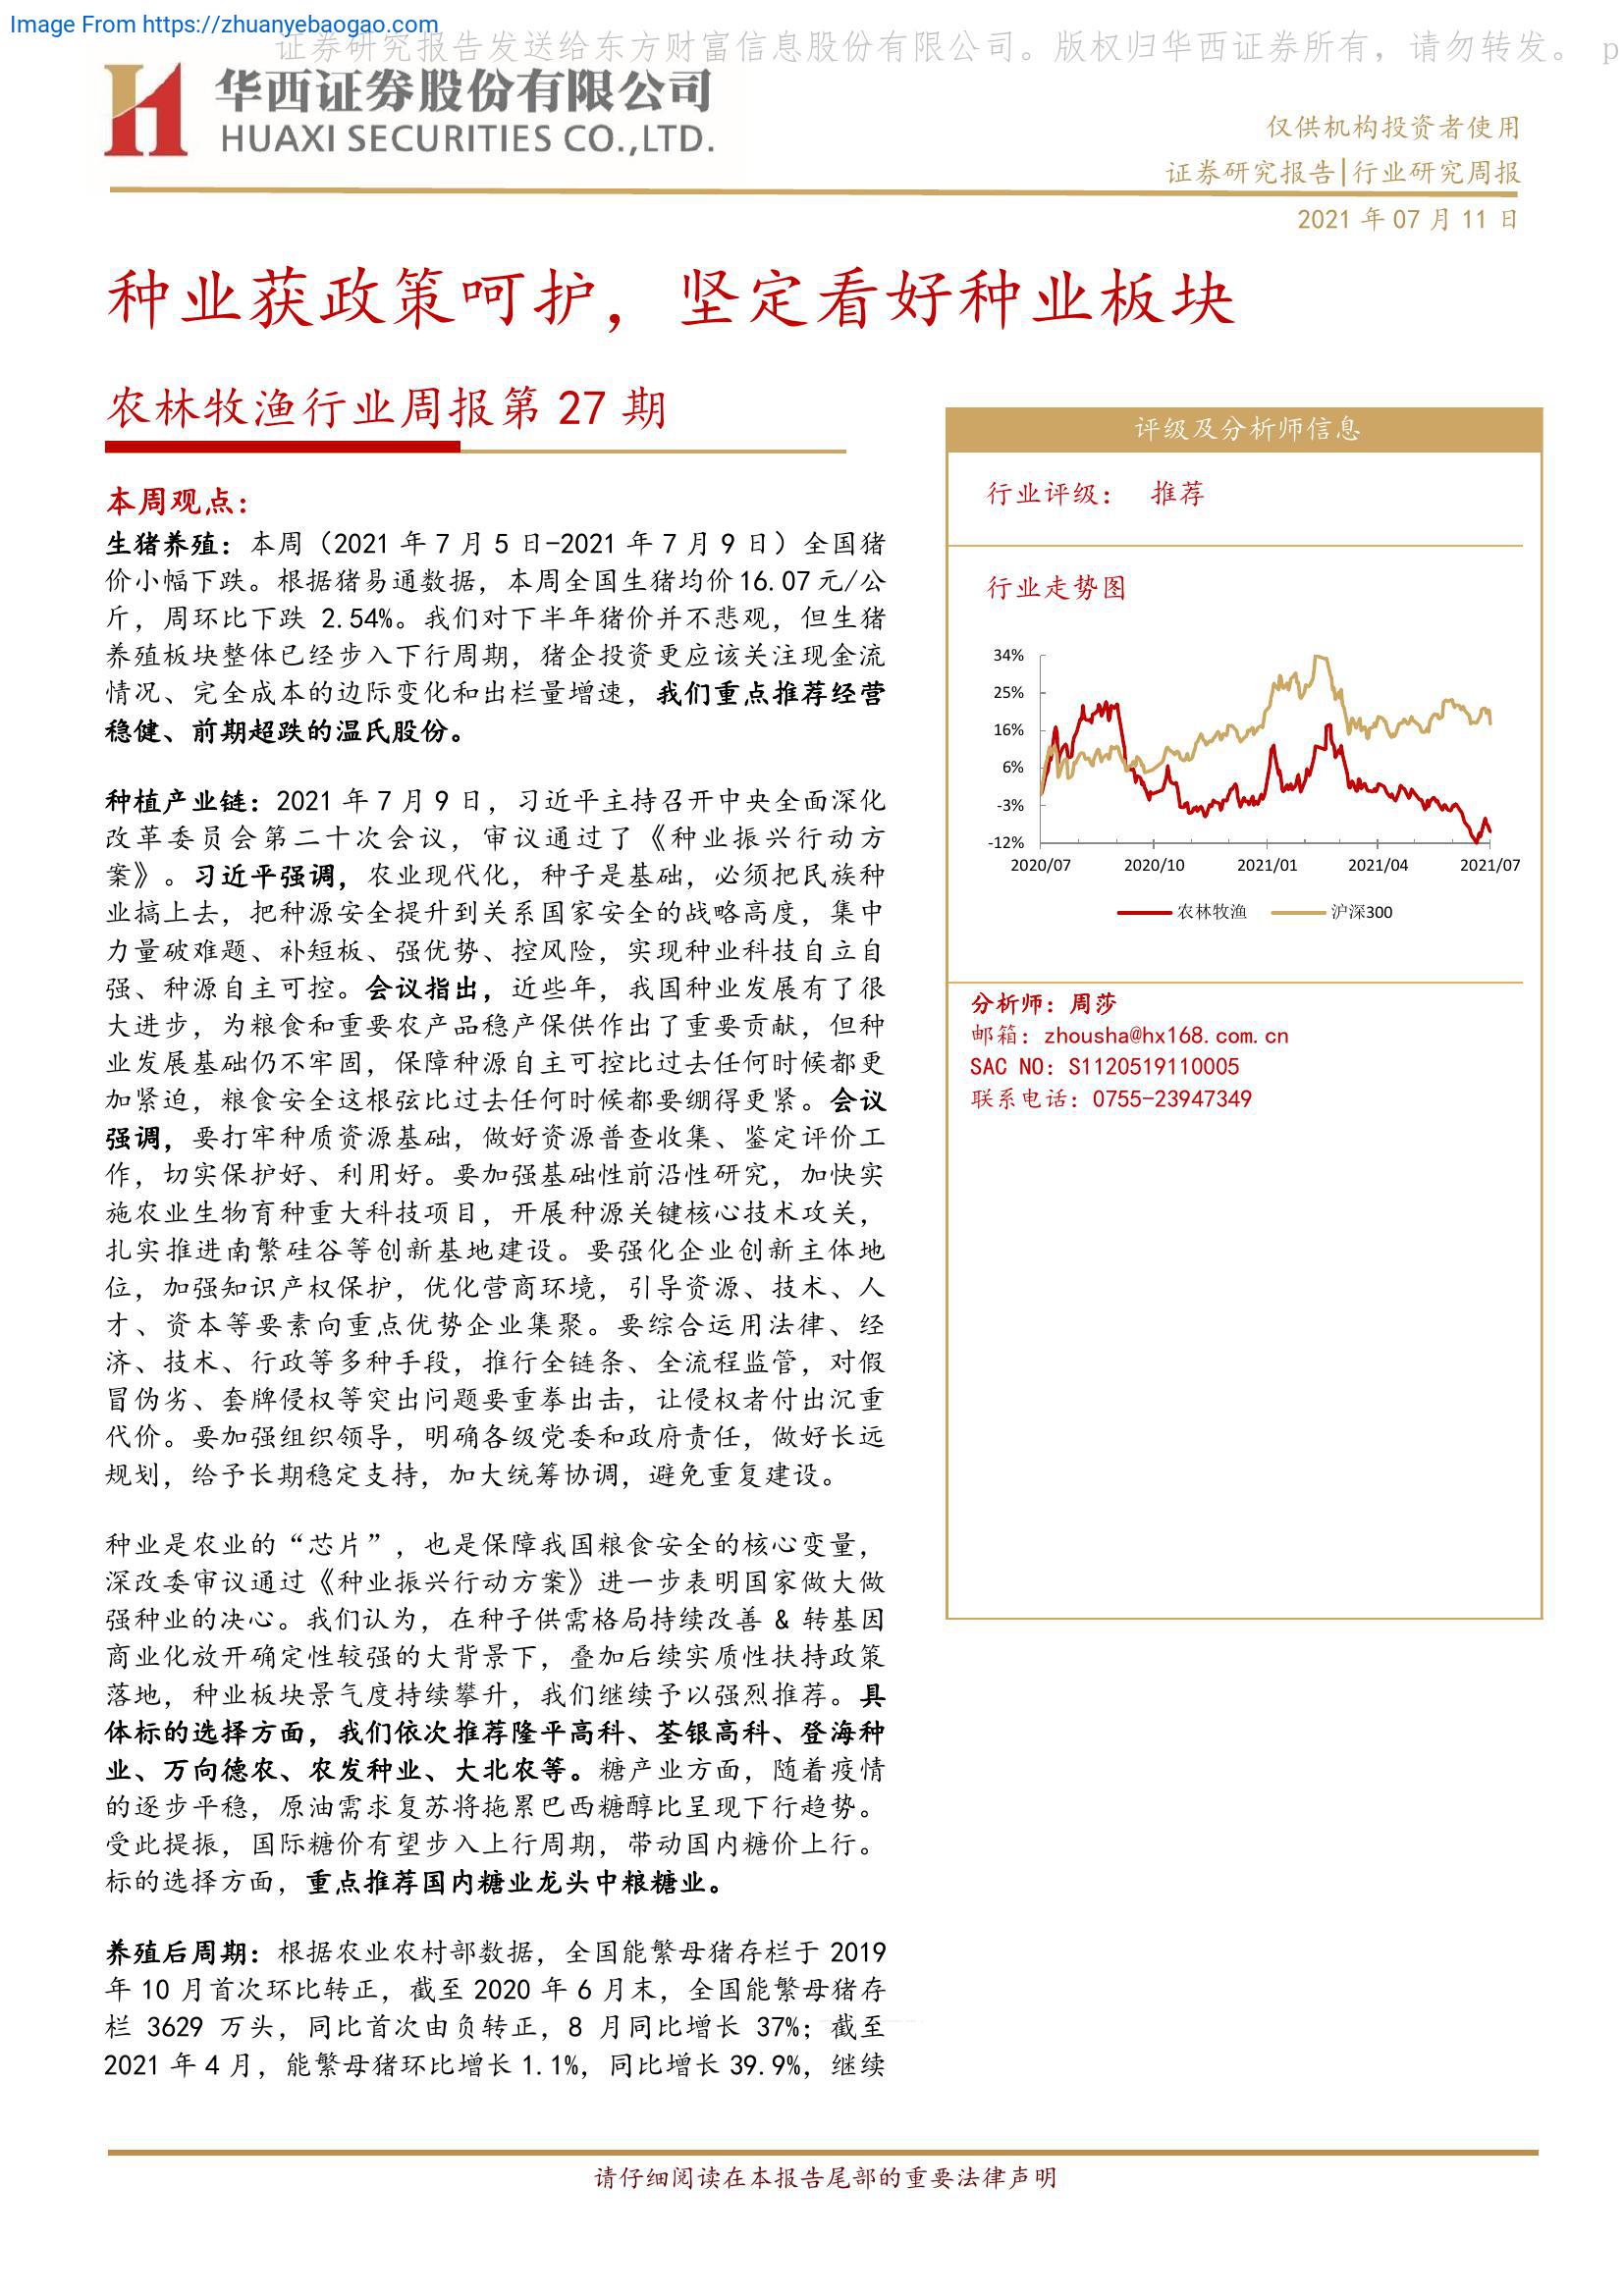 Image From https://zhuanyebaogao.com
证券研究报告发送给东方财富信息股份有限公司。版权归华西证券所有，请勿转发。 p
华西证券股份有限公司
HUAXI SECURITIES CO.,LTD.
仅供机构投资者使用
证券研究报告|行业研究周报
2021 年 07 月 11 日
种业获政策呵护，坚定看好种业板块
农林牧渔行业周报第 27 期
本周观点：
生猪养殖：本周（2021 年 7 月 5 日-2021 年 7 月 9 日）全国猪
价小幅下跌。根据猪易通数据，本周全国生猪均价 16.07 元/公
斤，周环比下跌 2.54%。我们对下半年猪价并不悲观，但生猪
养殖板块整体已经步入下行周期，猪企投资更应该关注现金流
情况、完全成本的边际变化和出栏量增速，我们重点推荐经营
稳健、前期超跌的温氏股份。
种植产业链：2021 年 7 月 9 日，习近平主持召开中央全面深化
改革委员会第二十次会议，审议通过了《种业振兴行动方
案》。习近平强调，农业现代化，种子是基础，必须把民族种
业搞上去，把种源安全提升到关系国家安全的战略高度，集中
力量破难题、补短板、强优势、控风险，实现种业科技自立自
强、种源自主可控。会议指出，近些年，我国种业发展有了很
大进步，为粮食和重要农产品稳产保供作出了重要贡献，但种
业发展基础仍不牢固，保障种源自主可控比过去任何时候都更
加紧迫，粮食安全这根弦比过去任何时候都要绷得更紧。会议
强调，要打牢种质资源基础，做好资源普查收集、鉴定评价工
作，切实保护好、利用好。要加强基础性前沿性研究，加快实
施农业生物育种重大科技项目，开展种源关键核心技术攻关，
扎实推进南繁硅谷等创新基地建设。要强化企业创新主体地
位，加强知识产权保护，优化营商环境，引导资源、技术、人
才、资本等要素向重点优势企业集聚。要综合运用法律、经
济、技术、行政等多种手段，推行全链条、全流程监管，对假
冒伪劣、套牌侵权等突出问题要重拳出击，让侵权者付出沉重
代价。要加强组织领导，明确各级党委和政府责任，做好长远
规划，给予长期稳定支持，加大统筹协调，避免重复建设。
种业是农业的“芯片”，也是保障我国粮食安全的核心变量，
深改委审议通过《种业振兴行动方案》进一步表明国家做大做
强种业的决心。我们认为，在种子供需格局持续改善 & 转基因
商业化放开确定性较强的大背景下，叠加后续实质性扶持政策
落地，种业板块景气度持续攀升，我们继续予以强烈推荐。具
体标的选择方面，我们依次推荐隆平高科、荃银高科、登海种
业、万向德农、农发种业、大北农等。糖产业方面，随着疫情
的逐步平稳，原油需求复苏将拖累巴西糖醇比呈现下行趋势。
受此提振，国际糖价有望步入上行周期，带动国内糖价上行。
标的选择方面，重点推荐国内糖业龙头中粮糖业。
养殖后周期：根据农业农村部数据，全国能繁母猪存栏于 2019
年 10 月首次环比转正，截至 2020 年 6 月末，全国能繁母猪存
栏 3629 万头，同比首次由负转正，8 月同比增长 37%；截至
2021 年 4 月，能繁母猪环比增长 1.1%，同比增长 39.9%，继续
评级及分析师信息
行业评级： 推荐
行业走势图
34%
25%
16%
6%
-3%
-12%
2020/07 2020/10 2021/01 2021/04 2021/07
农林牧渔 沪深300
分析师：周莎
邮箱：zhousha@hx168.com.cn
SAC NO：S1120519110005
联系电话：0755-23947349
请仔细阅读在本报告尾部的重要法律声明